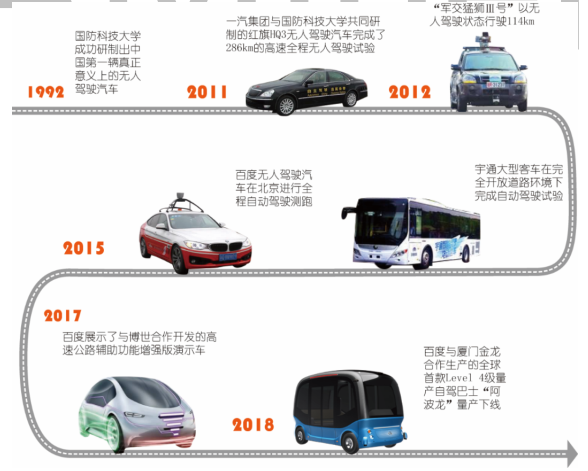 国防科技大学
成功研制出中
国第一辆真正
意义上的无人
驾驶汽车
1992
一汽集团与国防科技大学共同研
制的红旗HQ3无人驾驶汽车完成了
286km的高速全程无人驾驶试验
2011
“军交猛狮Ⅲ号”以无
人驾驶状态行驶114km
2012
宇通大型客车在完
全开放道路环境下
完成自动驾驶试验
百度无人驾驶汽
车在北京进行全
程自动驾驶测跑
2015
2017
百度展示了与博世合作开发的高
速公路辅助功能增强版演示车
2018
百度与厦门金龙
合作生产的全球
首款Level 4级量
产自驾巴士“阿
波龙”量产下线